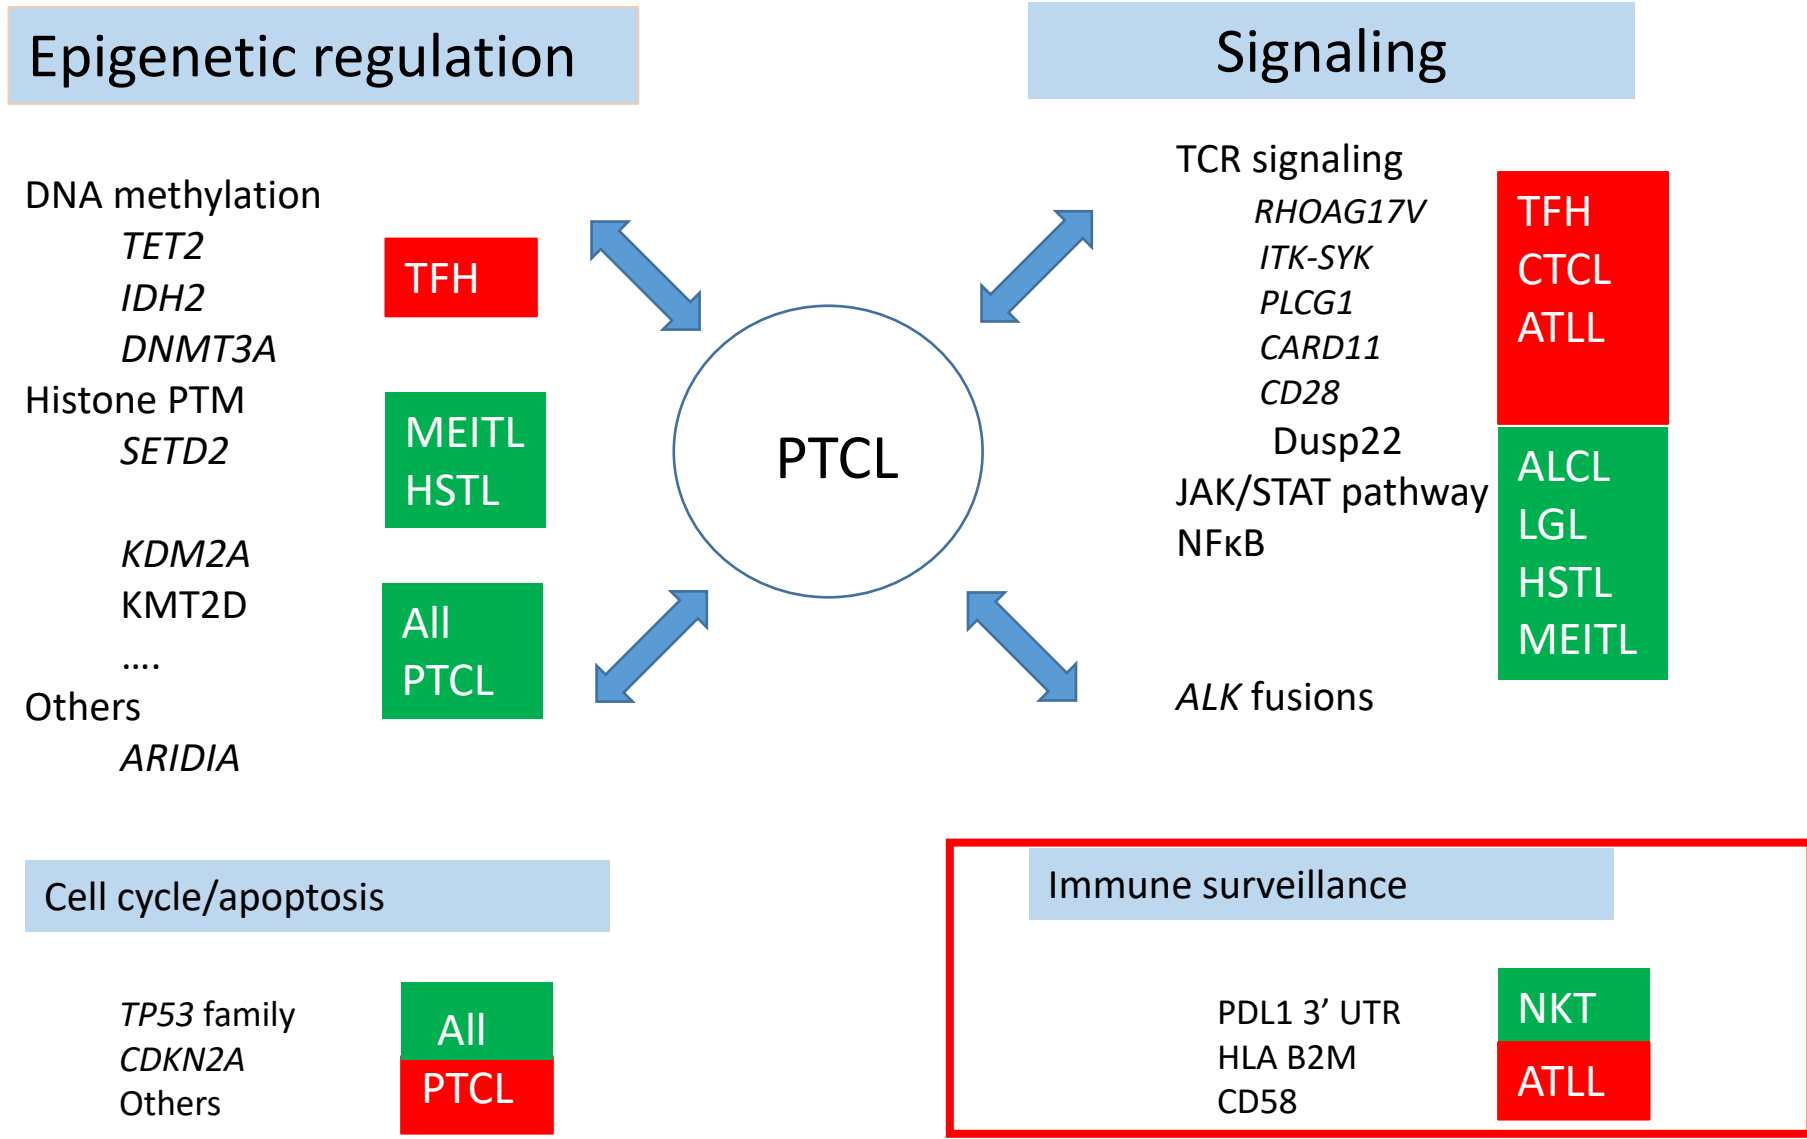 Epigenetic regulation
Signaling
DNA methylation
TET2
IDH2
DNMT3A
TFH
Histone PTM
SETD2
MEITL
HSTL
KDM2A
KMT2D
....
All
PTCL
Others
ARIDIA
PTCL
TCR signaling
RHOAG17V
ITK-SYK
PLCG1
CARD11
CD28
Dusp22
TFH
CTCL
ATLL
JAK/STAT pathway
NFκB
ALCL
LGL
HSTL
MEITL
ALK fusions
Cell cycle/apoptosis
TP53 family
CDKN2A
Others
All
PTCL
Immune surveillance
PDL1 3’ UTR
HLA B2M
CD58
NKT
ATLL